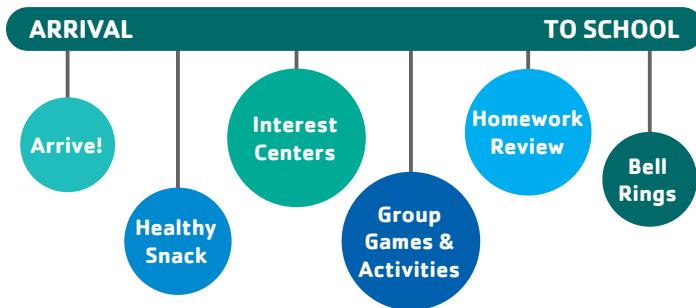 ARRIVAL
TO SCHOOL
Arrive!
Healthy
Snack
Interest
Centers
Group
Games &
Activities
Homework
Review
Bell
Rings